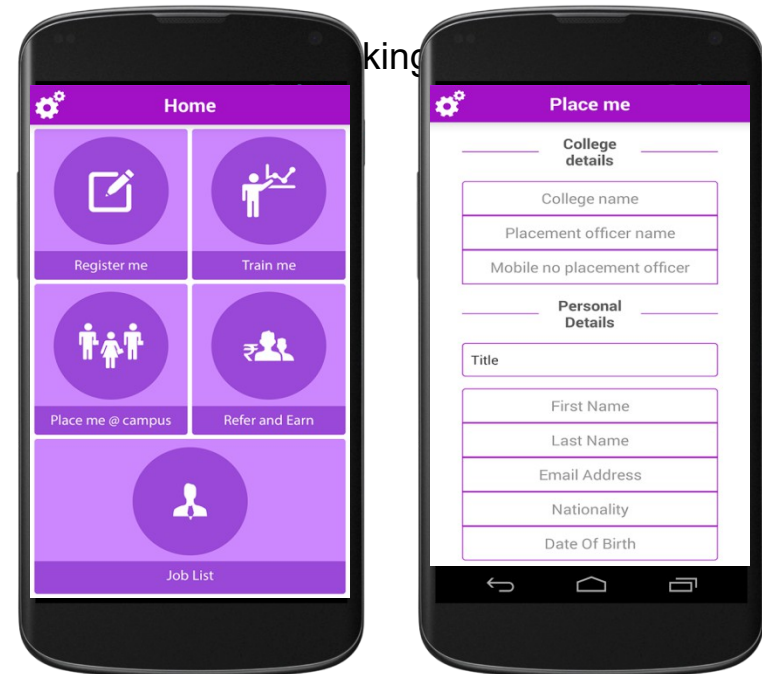 Home
Register me
Train me
Place me @ campus
Refer and Earn
₹
Job List
Place me
College
details
College name
Placement officer name
Mobile no placement officer
Personal
Details
Title
First Name
Last Name
Email Address
Nationality
Date Of Birth